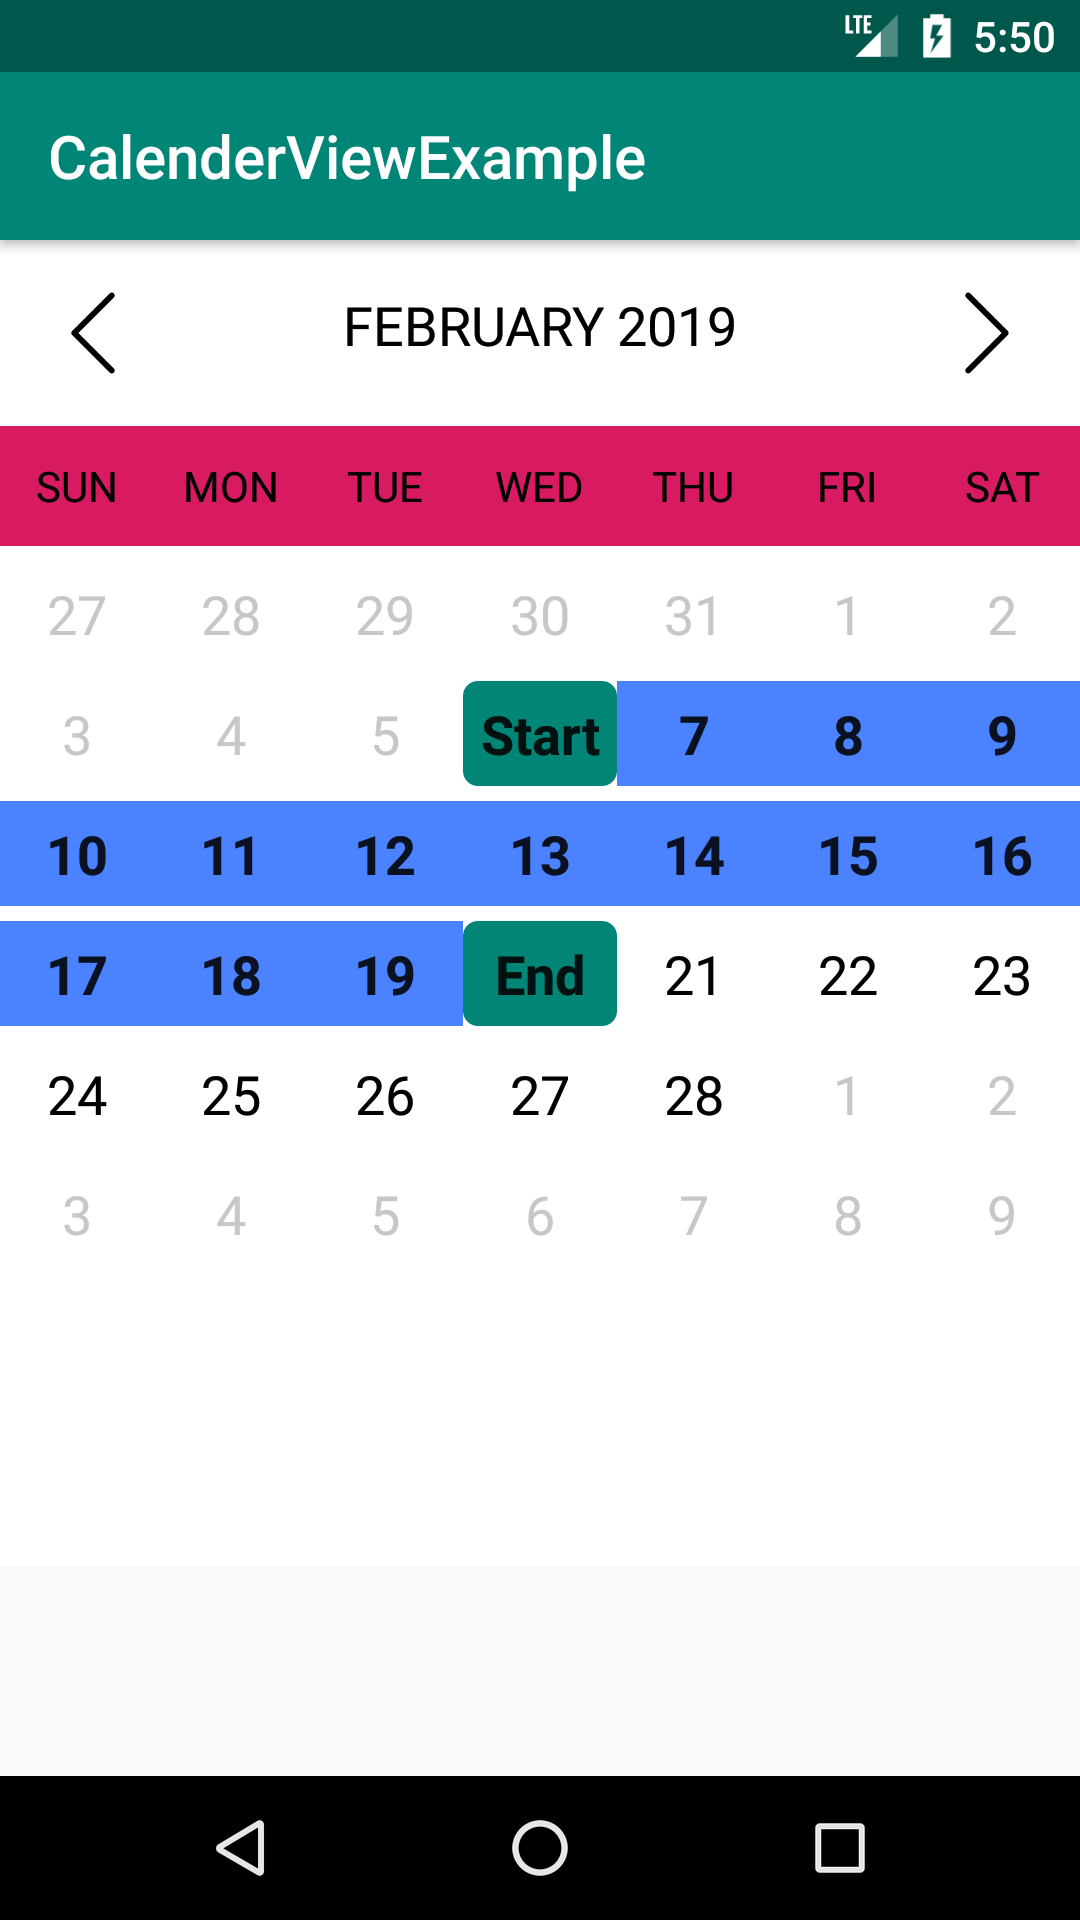 LTE 5:50
CalenderViewExample
FEBRUARY 2019
SUN MON TUE WED THU FRI SAT
27 28 29 30 31 1 2
3 4 5 Start 7 8 9
10 11 12 13 14 15 16
17 18 19 End 21 22 23
24 25 26 27 28 1 2
3 4 5 6 7 8 9